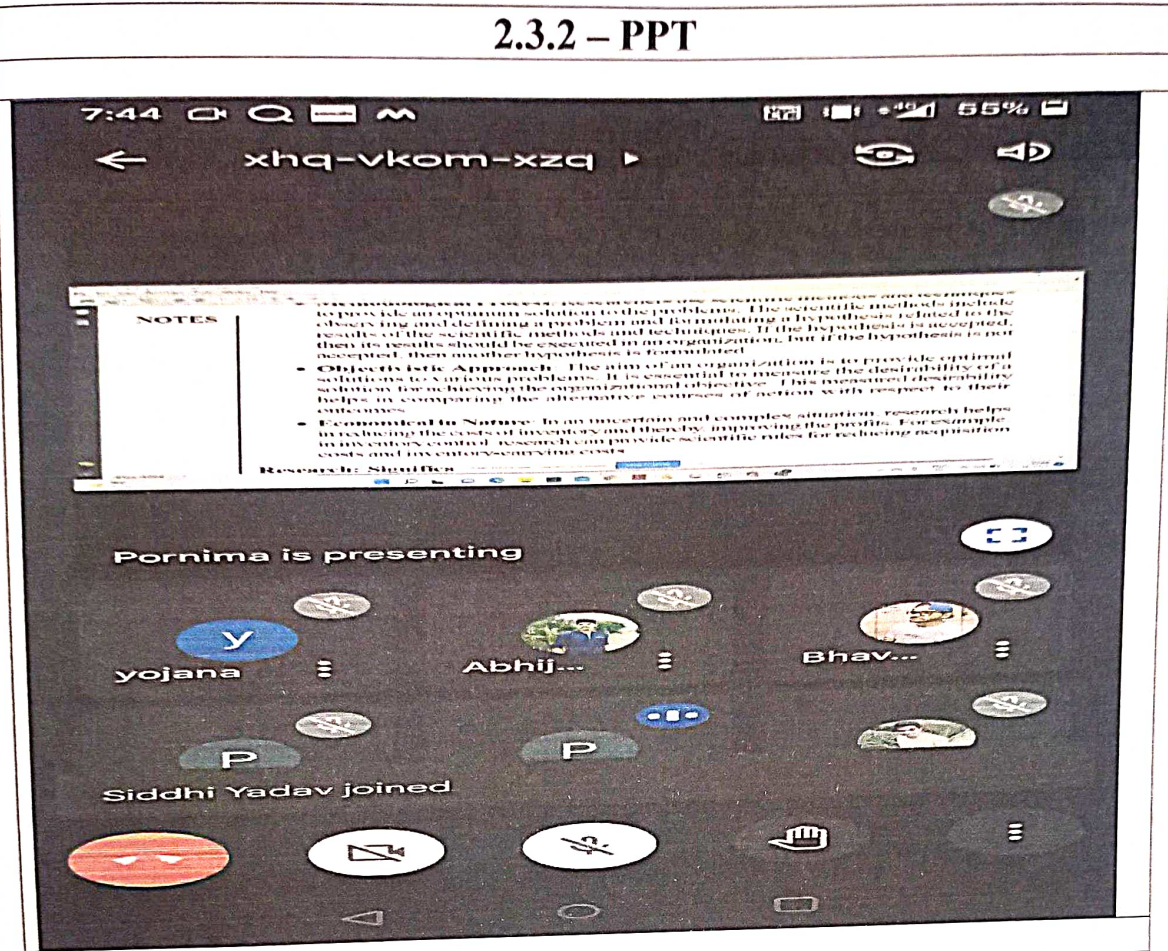 2.3.2 – PPT
7:44 55%
xhq-vkom-xzq
NOTES
to provide an optimum solution to the problems. The scientific methods include
observing and defining a problem and formulating a hypothesis related to the
results of the scientific methods and techniques. If the hypothesis is accepted,
then its results should be executed in an organization, but if the hypothesis is not
accepted, then another hypothesis is formulated
• Objectivistic Approach The aim of an organization is to provide optimal
solutions to various problems. It is essential to measure the desirability of a
solution for achieving the organizational objective. This measured desirability
helps in comparing the alternative courses of action with respect to their
outcomes
• Economical in Nature In an uncertain and complex situation, research helps
in reducing the costs of inventory and thereby, improving the profits. For example
in inventory control, research can provide scientific rules for reducing acquisition
costs and inventory-carrying costs
Research: Significa
Pornima is presenting
y
yojana
Abhij...
Bhav...
P
P
Siddhi Yadav joined